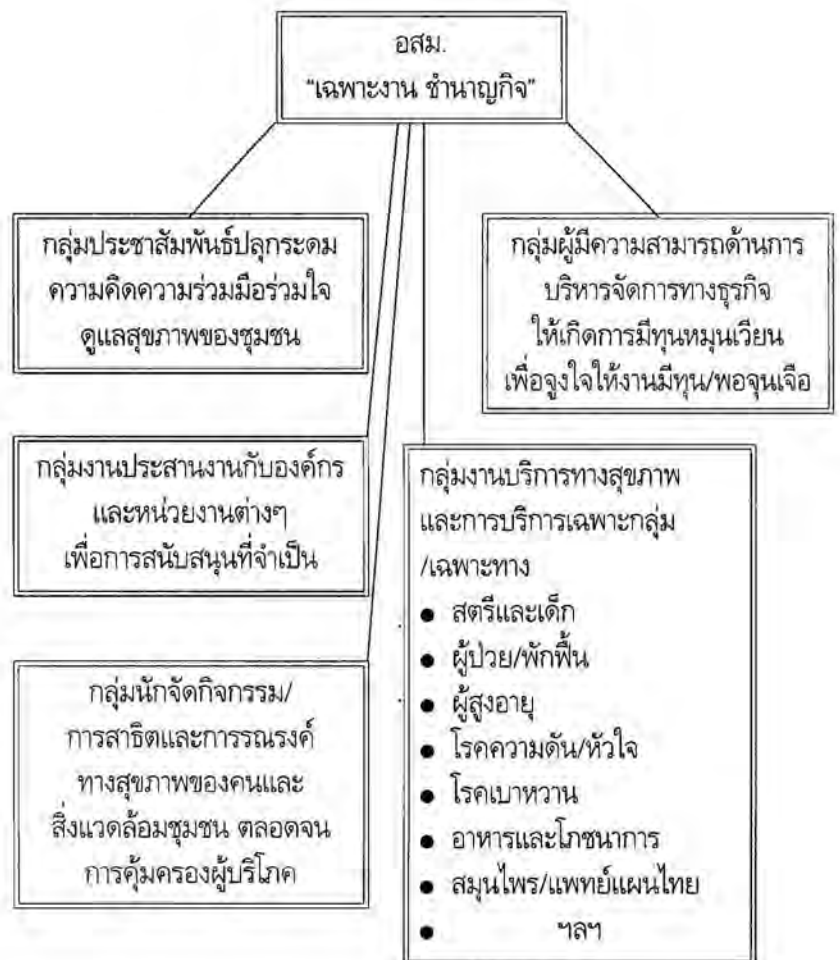 อสม.
“เฉพาะงาน ชำนาญกิจ”
กลุ่มประชาสัมพันธ์ปลุกระดม
ความคิดความร่วมมือร่วมใจ
ดูแลสุขภาพของชุมชน
กลุ่มผู้มีความสามารถด้านการ
บริหารจัดการทางธุรกิจ
ให้เกิดการมีทุนหมุนเวียน
เพื่อจูงใจให้งานมีทุน/พอจุนเจือ
กลุ่มงานประสานงานกับองค์กร
และหน่วยงานต่างๆ
เพื่อการสนับสนุนที่จำเป็น
กลุ่มงานบริการทางสุขภาพ
และการบริการเฉพาะกลุ่ม
/เฉพาะทาง
● สตรีและเด็ก
● ผู้ป่วย/พักฟื้น
● ผู้สูงอายุ
● โรคความดัน/หัวใจ
● โรคเบาหวาน
● อาหารและโภชนาการ
● สมุนไพร/แพทย์แผนไทย
● ฯลฯ
กลุ่มนักจัดกิจกรรม/
การสาธิตและการรณรงค์
ทางสุขภาพของคนและ
สิ่งแวดล้อมชุมชน ตลอดจน
การคุ้มครองผู้บริโภค